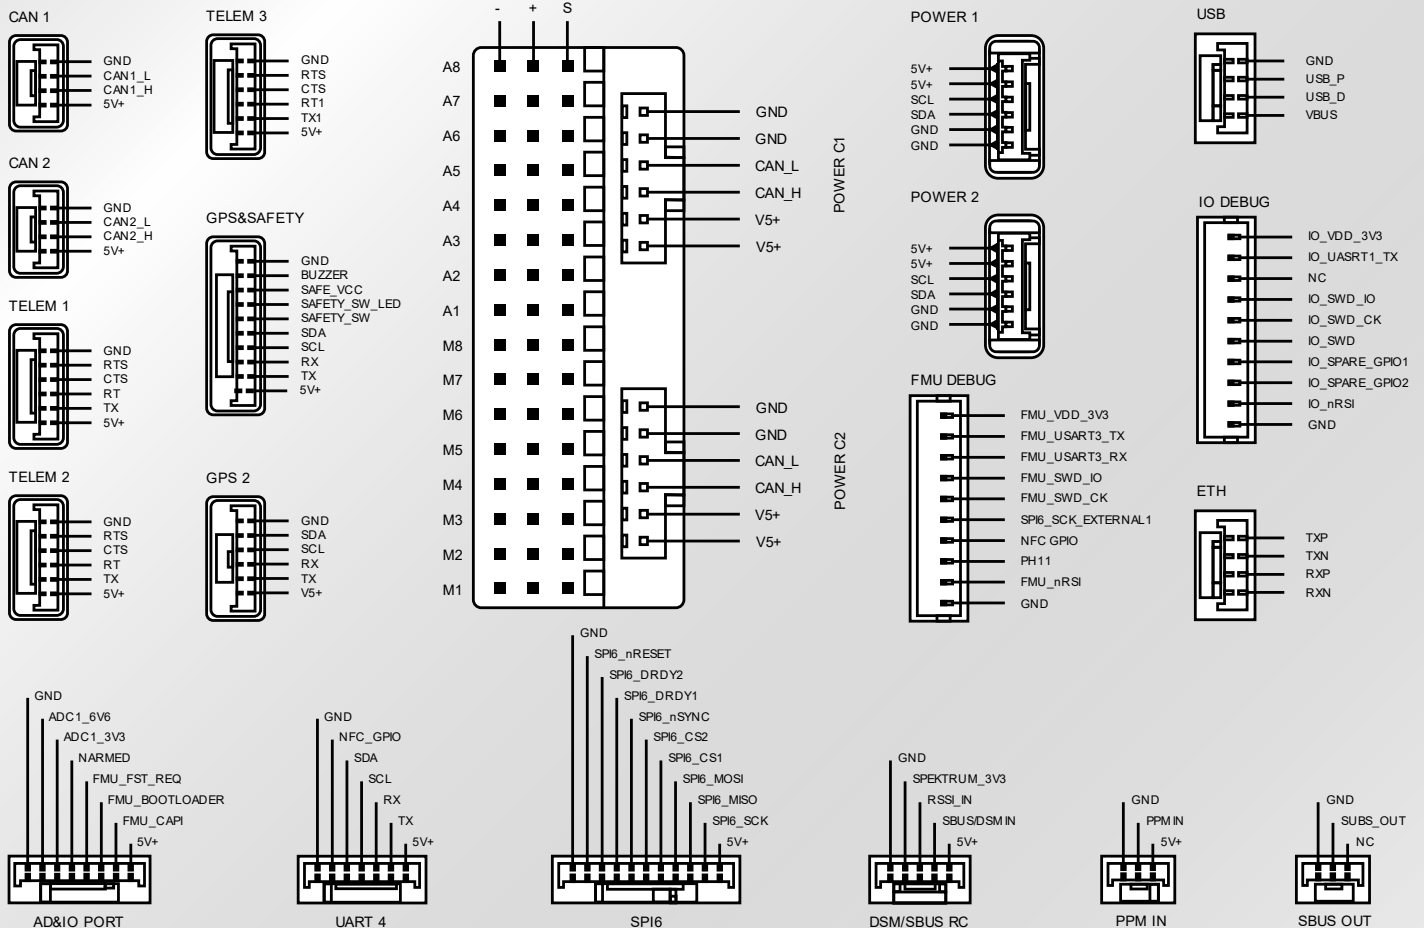 CAN 1
GND
CAN1_L
CAN1_H
5V+
CAN 2
GND
CAN2_L
CAN2_H
5V+
TELEM 1
GND
RTS
CTS
RT
TX
5V+
TELEM 2
GND
RTS
CTS
RT
TX
5V+
TELEM 3
GND
RTS
CTS
RT1
TX1
5V+
GPS&SAFETY
GND
BUZZER
SAFE_VCC
SAFETY_SW_LED
SAFETY_SW
SDA
SCL
RX
TX
5V+
GPS 2
GND
SDA
SCL
RX
TX
V5+
- + S
A8
A7
A6
A5
A4
A3
A2
A1
M8
M7
M6
M5
M4
M3
M2
M1
GND
GND
CAN_L
CAN_H
V5+
V5+
POWER C1
GND
GND
CAN_L
CAN_H
V5+
V5+
POWER C2
POWER 1
5V+
5V+
SCL
SDA
GND
GND
POWER 2
5V+
5V+
SCL
SDA
GND
GND
FMU DEBUG
FMU_VDD_3V3
FMU_USART3_TX
FMU_USART3_RX
FMU_SWD_IO
FMU_SWD_CK
SPI6_SCK_EXTERNAL1
NFC GPIO
PH11
FMU_nRSI
GND
USB
GND
USB_P
USB_D
VBUS
IO DEBUG
IO_VDD_3V3
IO_UASRT1_TX
NC
IO_SWD_IO
IO_SWD_CK
IO_SWD
IO_SPARE_GPIO1
IO_SPARE_GPIO2
IO_nRSI
GND
ETH
TXP
TXN
RXP
RXN
GND
ADC1_6V6
ADC1_3V3
NARMED
FMU_FST_REQ
FMU_BOOTLOADER
FMU_CAPI
5V+
AD&IO PORT
GND
NFC_GPIO
SDA
SCL
RX
TX
5V+
UART 4
GND
SPI6_nRESET
SPI6_DRDY2
SPI6_DRDY1
SPI6_nSYNC
SPI6_CS2
SPI6_CS1
SPI6_MOSI
SPI6_MISO
SPI6_SCK
5V+
SPI6
GND
SPEKTRUM_3V3
RSSI_IN
SBUS/DSMIN
5V+
DSM/SBUS RC
GND
PPMIN
5V+
PPM IN
GND
SUBS_OUT
NC
SBUS OUT